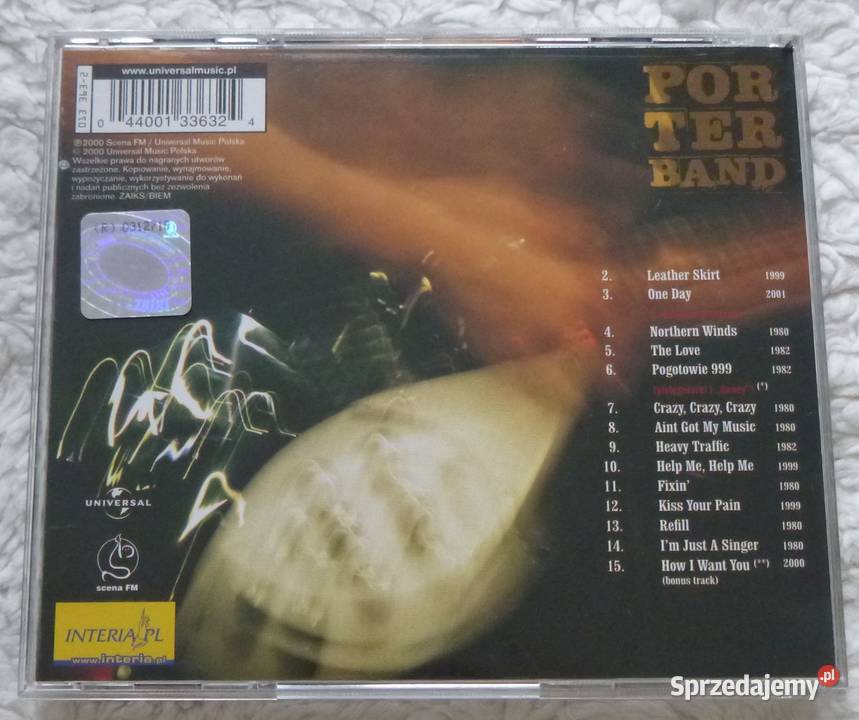 www.universalmusic.pl
013 363-2
0 44001 33632 4
℗2000 Scena FM / Universal Music Polska
© 2000 Universal Music Polska
Wszelkie prawa do nagranych utworów
zastrzeżone. Kopiowanie, wynajmowanie,
wypożyczanie, wykorzystywanie do wykonań
i nadań publicznych bez zezwolenia
zabronione. ZAIKS/BIEM
POR
TER
BAND
2. Leather Skirt 1999
3. One Day 2001
4. Northern Winds 1980
5. The Love 1982
6. Pogotowie 999 1982
(*)
7. Crazy, Crazy, Crazy 1980
8. Aint Got My Music 1980
9. Heavy Traffic 1982
10. Help Me, Help Me 1999
11. Fixin' 1980
12. Kiss Your Pain 1999
13. Refill 1980
14. I'm Just A Singer 1980
15. How I Want You (**) 2000
(bonus track)
UNIVERSAL
scena FM
INTERIA.PL
www.interia.pl
Sprzedajemy.pl